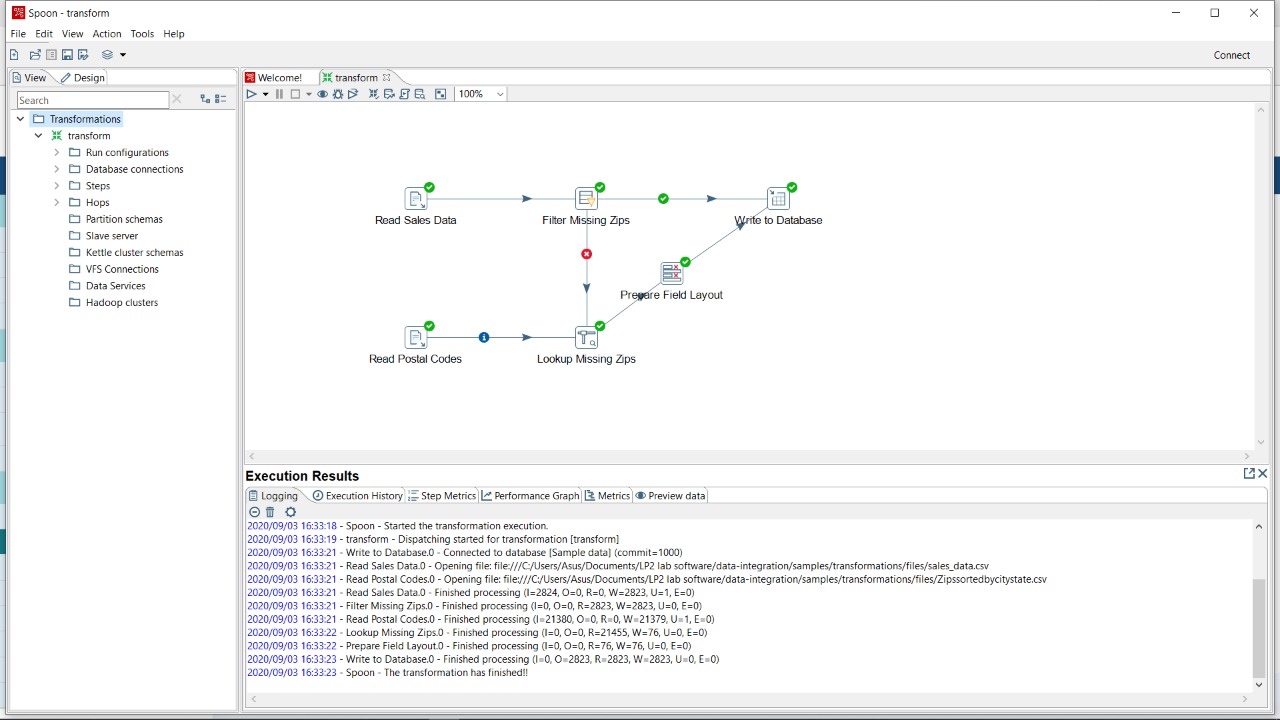 Spoon - transform
File Edit View Action Tools Help
Connect
View Design
Welcome! transform
Search
100%
Transformations
transform
Run configurations
Database connections
Steps
Hops
Partition schemas
Slave server
Kettle cluster schemas
VFS Connections
Data Services
Hadoop clusters
Read Sales Data Filter Missing Zips Write to Database
Prepare Field Layout
Read Postal Codes Lookup Missing Zips
Execution Results
Logging Execution History Step Metrics Performance Graph Metrics Preview data
2020/09/03 16:33:18 - Spoon - Started the transformation execution.
2020/09/03 16:33:19 - transform - Dispatching started for transformation [transform]
2020/09/03 16:33:21 - Write to Database.0 - Connected to database [Sample data] (commit=1000)
2020/09/03 16:33:21 - Read Sales Data.0 - Opening file: file:///C:/Users/Asus/Documents/LP2 lab software/data-integration/samples/transformations/files/sales_data.csv
2020/09/03 16:33:21 - Read Postal Codes.0 - Opening file: file:///C:/Users/Asus/Documents/LP2 lab software/data-integration/samples/transformations/files/Zipssortedbycitystate.csv
2020/09/03 16:33:21 - Read Sales Data.0 - Finished processing (I=2824, O=0, R=0, W=2823, U=1, E=0)
2020/09/03 16:33:21 - Filter Missing Zips.0 - Finished processing (I=0, O=0, R=2823, W=2823, U=0, E=0)
2020/09/03 16:33:21 - Read Postal Codes.0 - Finished processing (I=21380, O=0, R=0, W=21379, U=1, E=0)
2020/09/03 16:33:22 - Lookup Missing Zips.0 - Finished processing (I=0, O=0, R=21455, W=76, U=0, E=0)
2020/09/03 16:33:22 - Prepare Field Layout.0 - Finished processing (I=0, O=0, R=76, W=76, U=0, E=0)
2020/09/03 16:33:23 - Write to Database.0 - Finished processing (I=0, O=2823, R=2823, W=2823, U=0, E=0)
2020/09/03 16:33:23 - Spoon - The transformation has finished!!